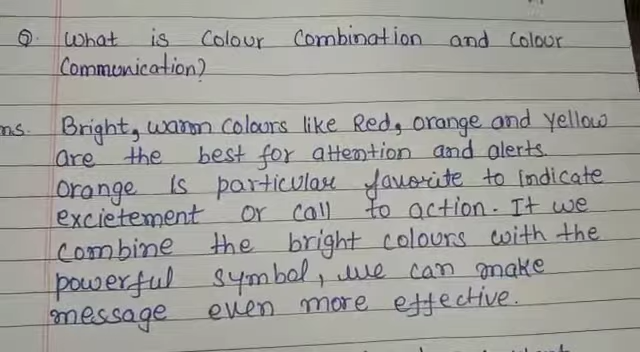 Q. What is Colour Combination and Colour
Communication?
ns. Bright, warm colours like Red, orange and yellow
are the best for attention and alerts.
Orange is particular favorite to indicate
excietement or call to action. It we
combine the bright colours with the
powerful symbol, we can make
message even more effective.